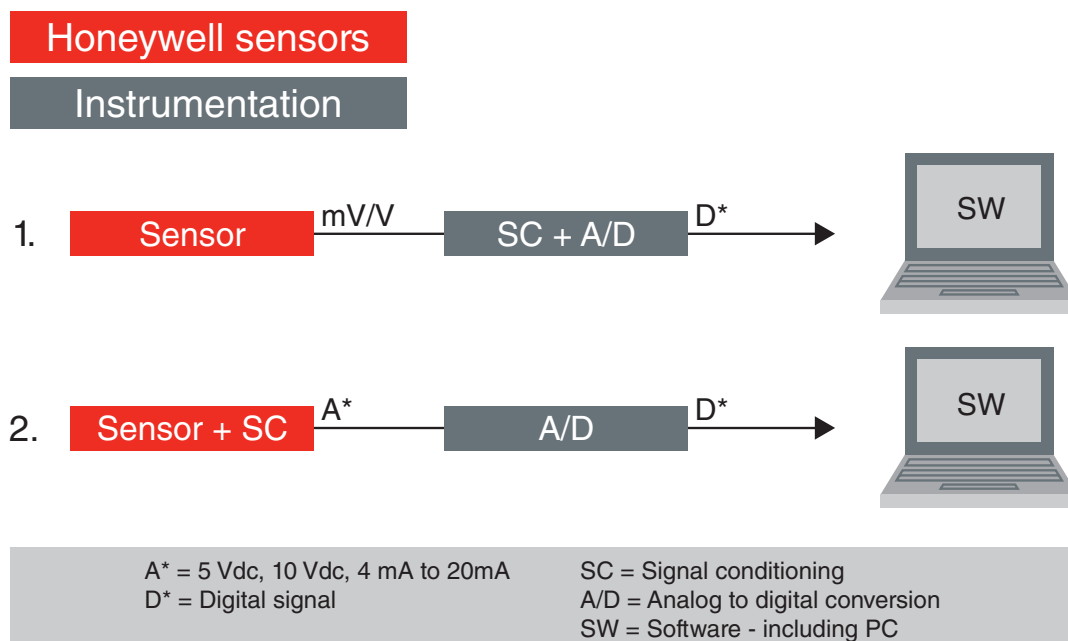 Honeywell sensors
Instrumentation
1. Sensor mV/V SC + A/D D* SW
2. Sensor + SC A* A/D D* SW
A* = 5 Vdc, 10 Vdc, 4 mA to 20mA
D* = Digital signal
SC = Signal conditioning
A/D = Analog to digital conversion
SW = Software - including PC